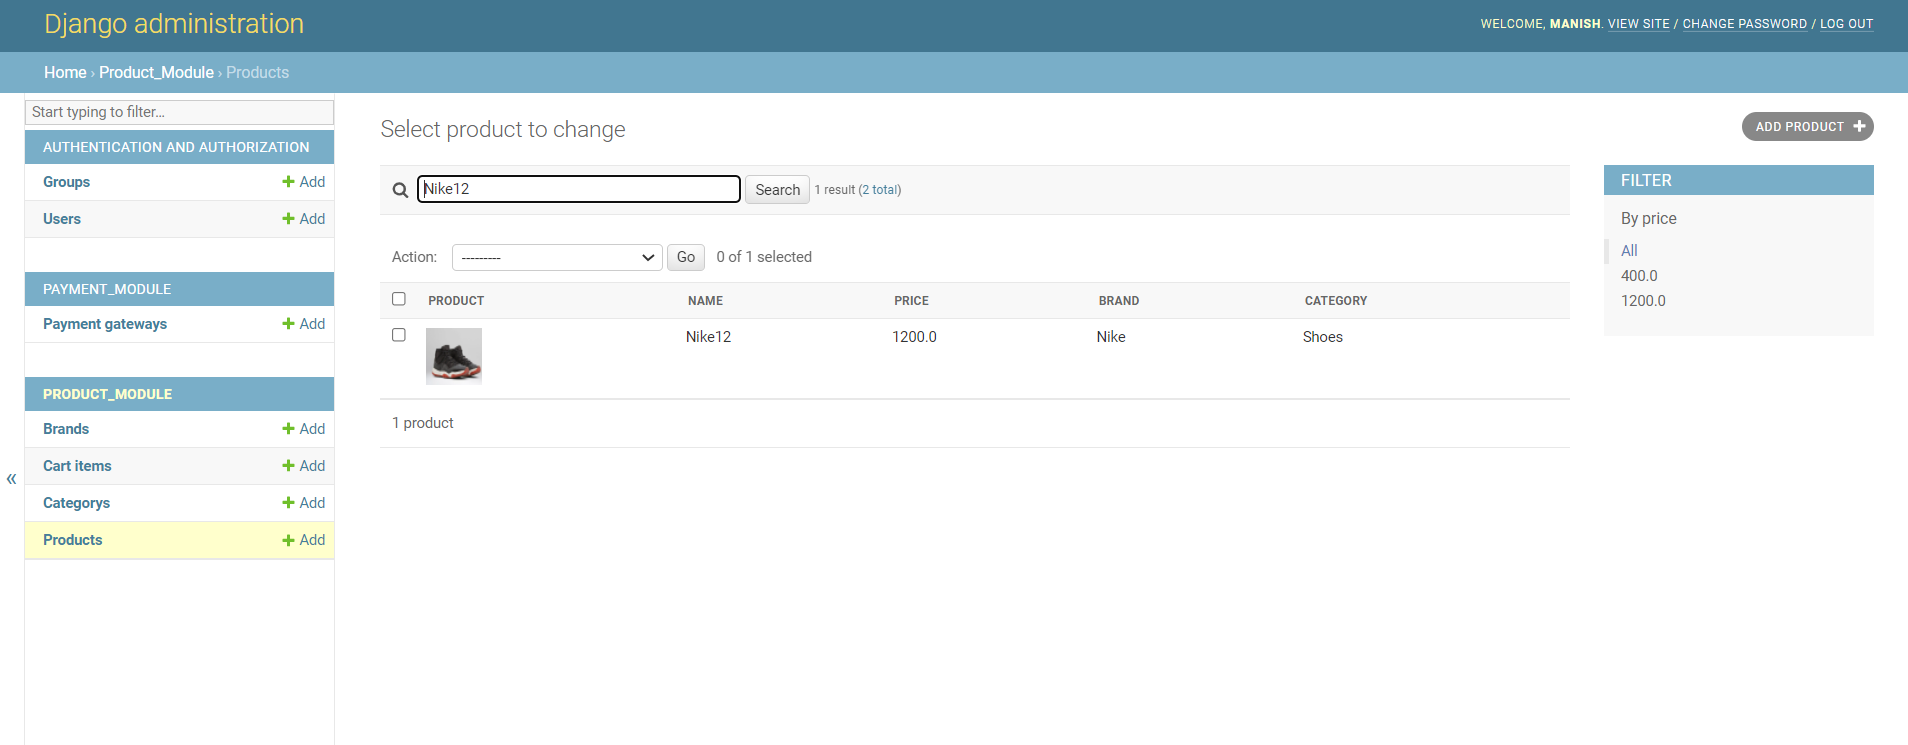 Django administration
WELCOME, MANISH. VIEW SITE / CHANGE PASSWORD / LOG OUT
Home › Product_Module › Products
Start typing to filter...
AUTHENTICATION AND AUTHORIZATION
Groups + Add
Users + Add
PAYMENT_MODULE
Payment gateways + Add
PRODUCT_MODULE
Brands + Add
Cart items + Add
Categorys + Add
Products + Add
«
Select product to change
ADD PRODUCT +
Nike12 Search 1 result (2 total)
Action: --------- Go 0 of 1 selected
PRODUCT NAME PRICE BRAND CATEGORY
Nike12 1200.0 Nike Shoes
1 product
FILTER
By price
All
400.0
1200.0